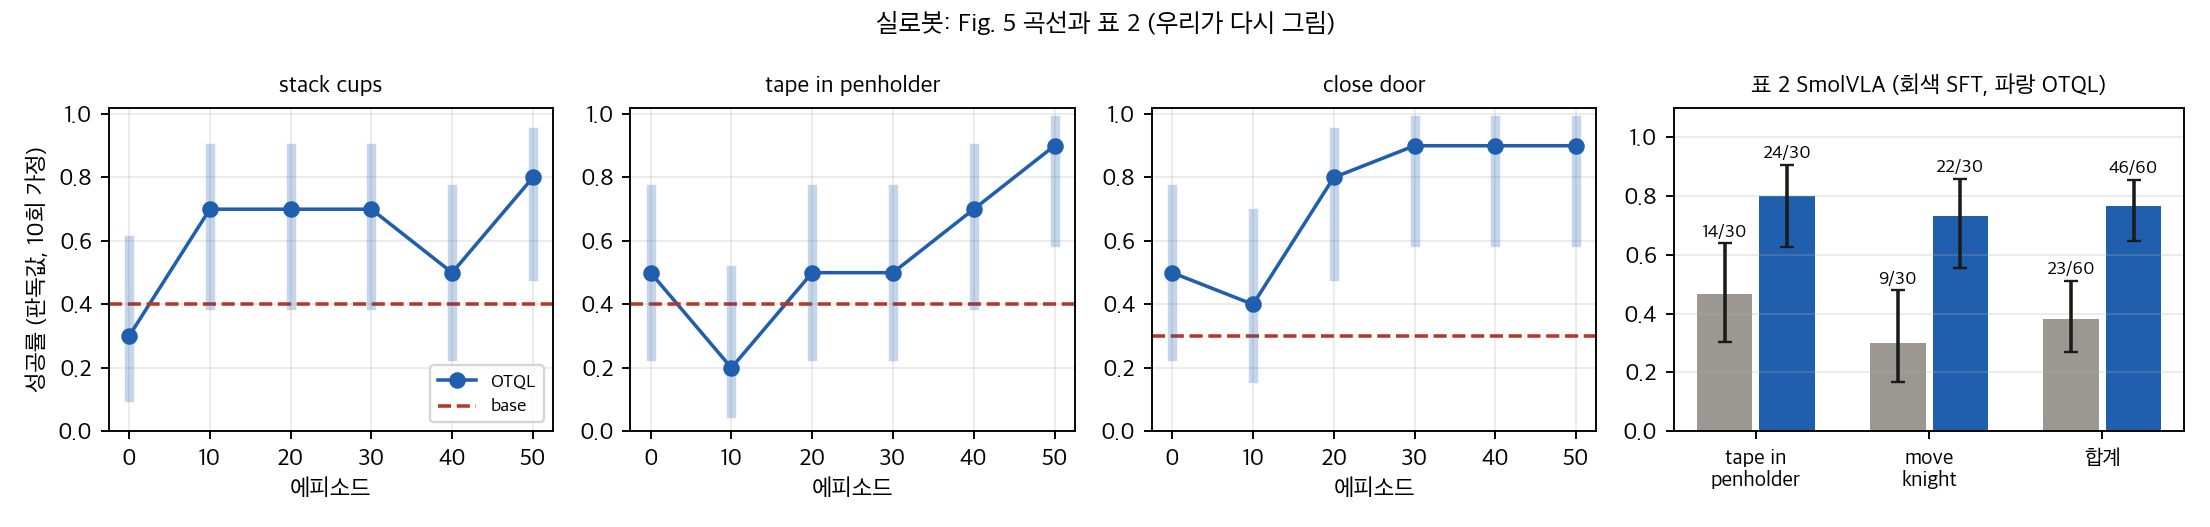 실로봇: Fig. 5 곡선과 표 2 (우리가 다시 그림)
stack cups
성공률 (판독값, 10회 가정)
1.0
0.8
0.6
0.4
0.2
0.0
0 10 20 30 40 50
에피소드
OTQL
base
tape in penholder
1.0
0.8
0.6
0.4
0.2
0.0
0 10 20 30 40 50
에피소드
close door
1.0
0.8
0.6
0.4
0.2
0.0
0 10 20 30 40 50
에피소드
표 2 SmolVLA (회색 SFT, 파랑 OTQL)
1.0
0.8
0.6
0.4
0.2
0.0
14/30
24/30
9/30
22/30
23/60
46/60
tape in
penholder
move
knight
합계